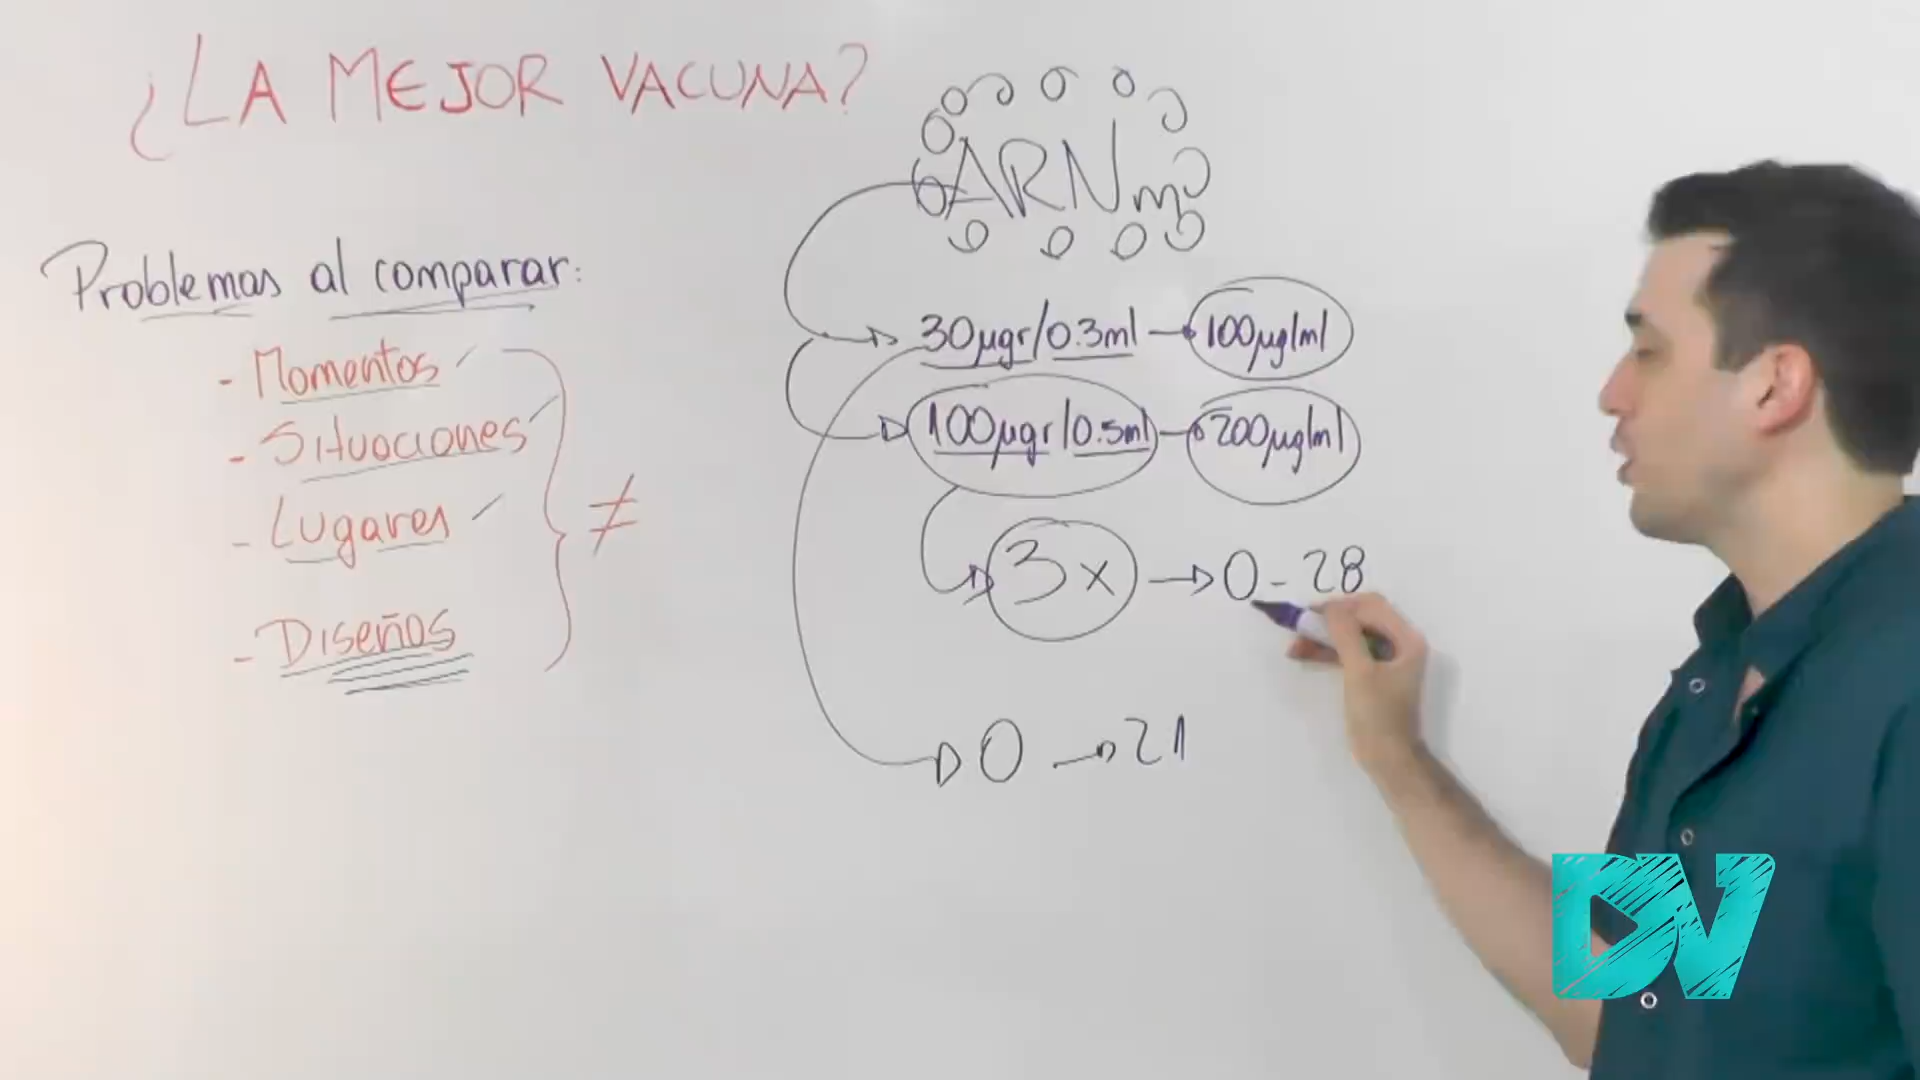 ¿LA MEJOR VACUNA?
Problemas al comparar:
- Momentos
- Situaciones
- Lugares
- Diseños
≠
ARNm
30µgr/0.3ml → 100µg/ml
100µgr/0.5ml → 200µg/ml
3x → 0-28
0 → 21
DV